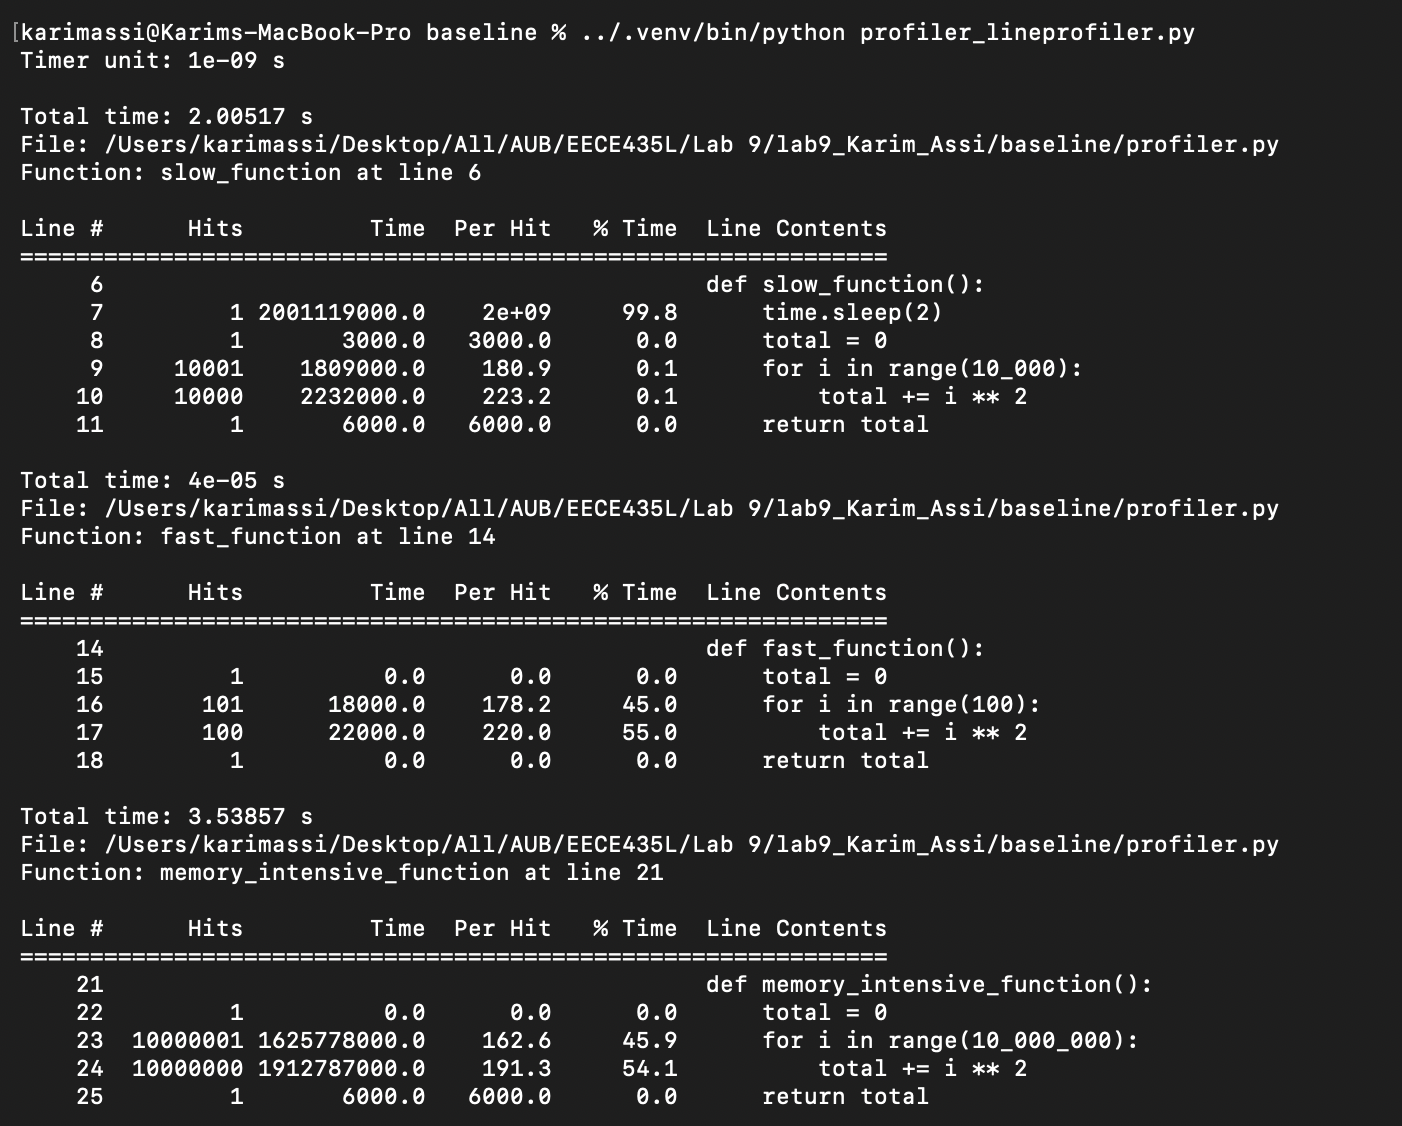 [karimassi@Karims-MacBook-Pro baseline % ../.venv/bin/python profiler_lineprofiler.py
Timer unit: 1e-09 s

Total time: 2.00517 s
File: /Users/karimassi/Desktop/All/AUB/EECE435L/Lab 9/lab9_Karim_Assi/baseline/profiler.py
Function: slow_function at line 6

Line #      Hits         Time  Per Hit   % Time  Line Contents
==============================================================
     6                                           def slow_function():
     7         1 2001119000.0    2e+09     99.8      time.sleep(2)
     8         1       3000.0   3000.0      0.0      total = 0
     9     10001    1809000.0    180.9      0.1      for i in range(10_000):
    10     10000    2232000.0    223.2      0.1          total += i ** 2
    11         1       6000.0   6000.0      0.0      return total

Total time: 4e-05 s
File: /Users/karimassi/Desktop/All/AUB/EECE435L/Lab 9/lab9_Karim_Assi/baseline/profiler.py
Function: fast_function at line 14

Line #      Hits         Time  Per Hit   % Time  Line Contents
==============================================================
    14                                           def fast_function():
    15         1          0.0      0.0      0.0      total = 0
    16       101      18000.0    178.2     45.0      for i in range(100):
    17       100      22000.0    220.0     55.0          total += i ** 2
    18         1          0.0      0.0      0.0      return total

Total time: 3.53857 s
File: /Users/karimassi/Desktop/All/AUB/EECE435L/Lab 9/lab9_Karim_Assi/baseline/profiler.py
Function: memory_intensive_function at line 21

Line #      Hits         Time  Per Hit   % Time  Line Contents
==============================================================
    21                                           def memory_intensive_function():
    22         1          0.0      0.0      0.0      total = 0
    23  10000001 1625778000.0    162.6     45.9      for i in range(10_000_000):
    24  10000000 1912787000.0    191.3     54.1          total += i ** 2
    25         1       6000.0   6000.0      0.0      return total